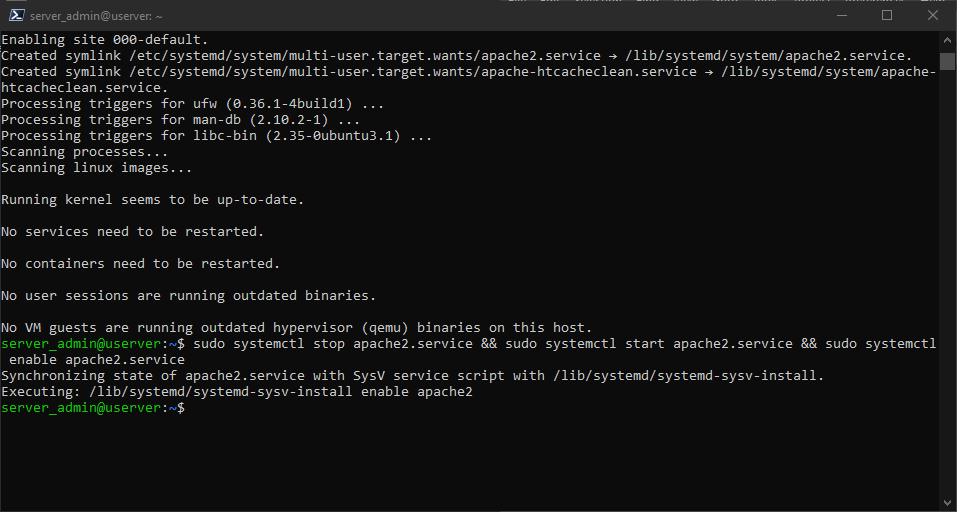 server_admin@userver: ~
Enabling site 000-default.
Created symlink /etc/systemd/system/multi-user.target.wants/apache2.service → /lib/systemd/system/apache2.service.
Created symlink /etc/systemd/system/multi-user.target.wants/apache-htcacheclean.service → /lib/systemd/system/apache-
htcacheclean.service.
Processing triggers for ufw (0.36.1-4build1) ...
Processing triggers for man-db (2.10.2-1) ...
Processing triggers for libc-bin (2.35-0ubuntu3.1) ...
Scanning processes...
Scanning linux images...
Running kernel seems to be up-to-date.
No services need to be restarted.
No containers need to be restarted.
No user sessions are running outdated binaries.
No VM guests are running outdated hypervisor (qemu) binaries on this host.
server_admin@userver:~$ sudo systemctl stop apache2.service && sudo systemctl start apache2.service && sudo systemctl
 enable apache2.service
Synchronizing state of apache2.service with SysV service script with /lib/systemd/systemd-sysv-install.
Executing: /lib/systemd/systemd-sysv-install enable apache2
server_admin@userver:~$